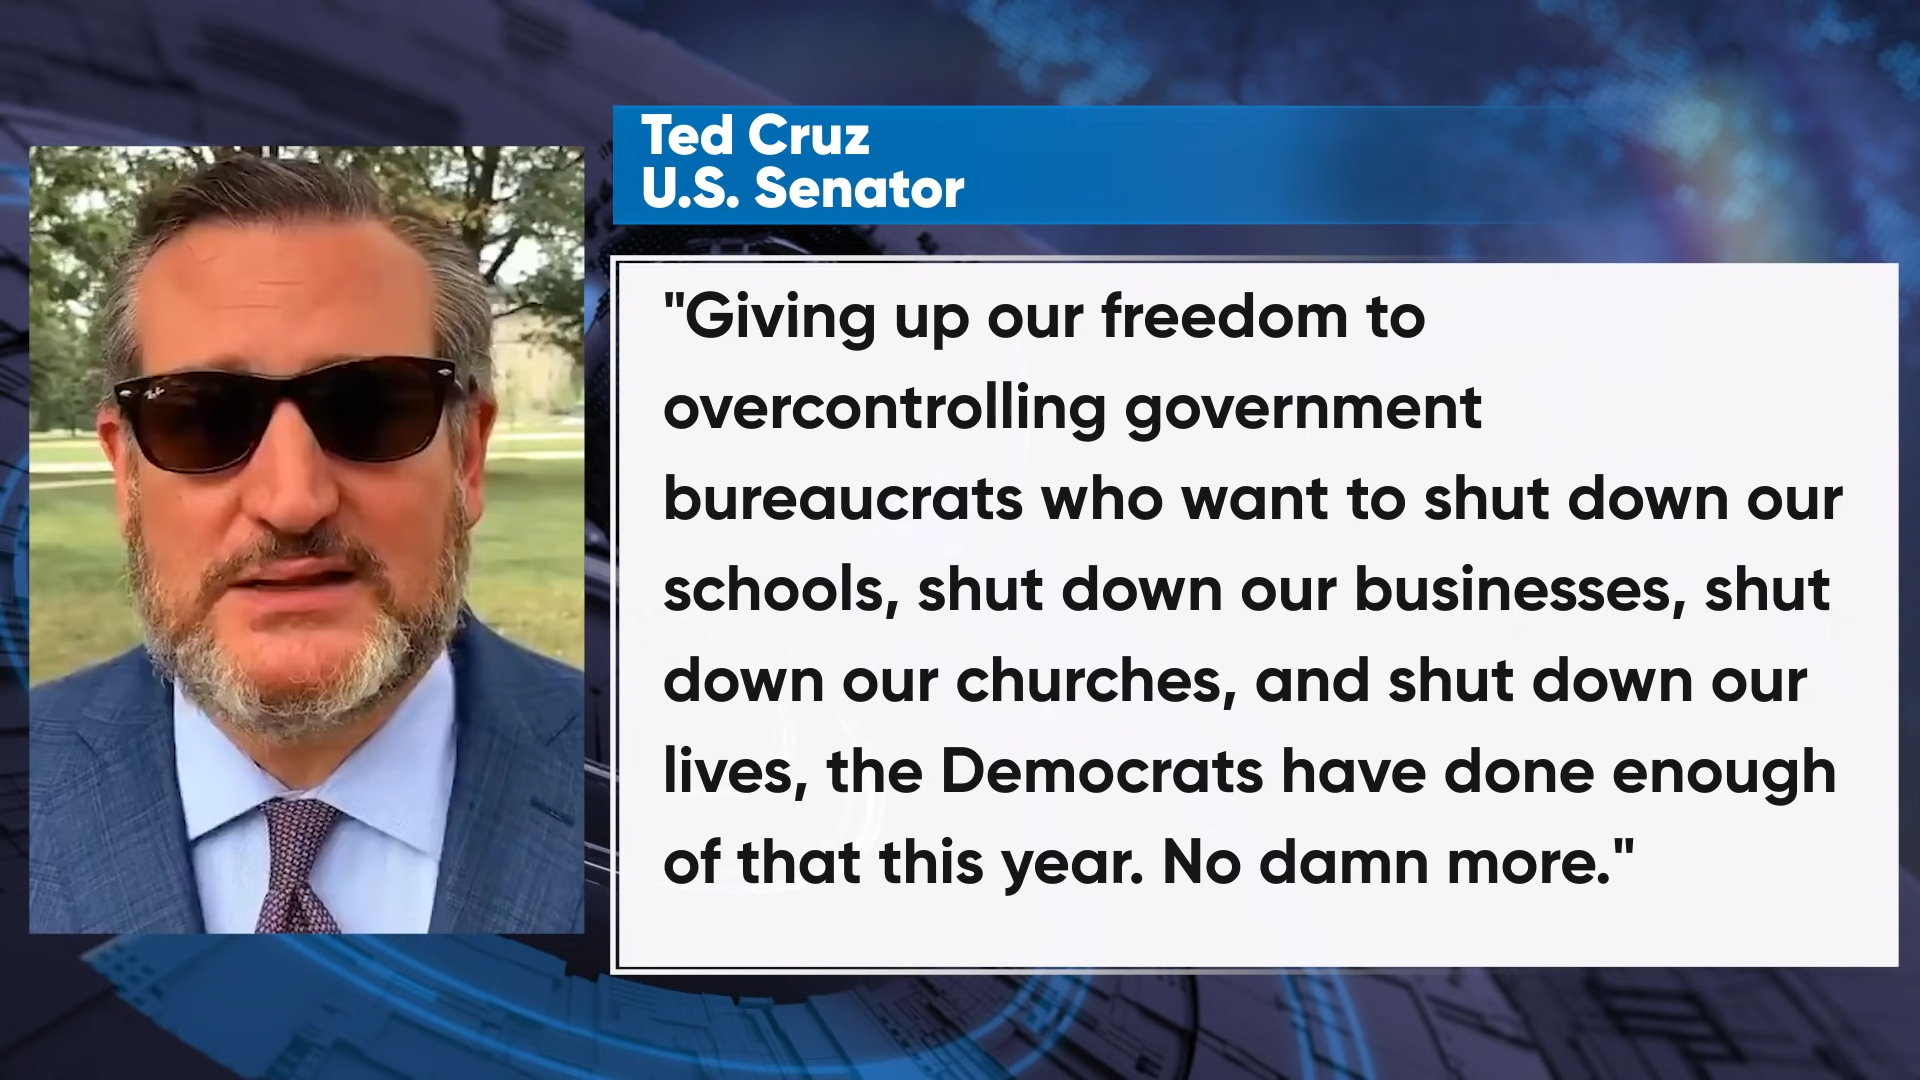 Ted Cruz
U.S. Senator
"Giving up our freedom to
overcontrolling government
bureaucrats who want to shut down our
schools, shut down our businesses, shut
down our churches, and shut down our
lives, the Democrats have done enough
of that this year. No damn more."
Ray-Ban